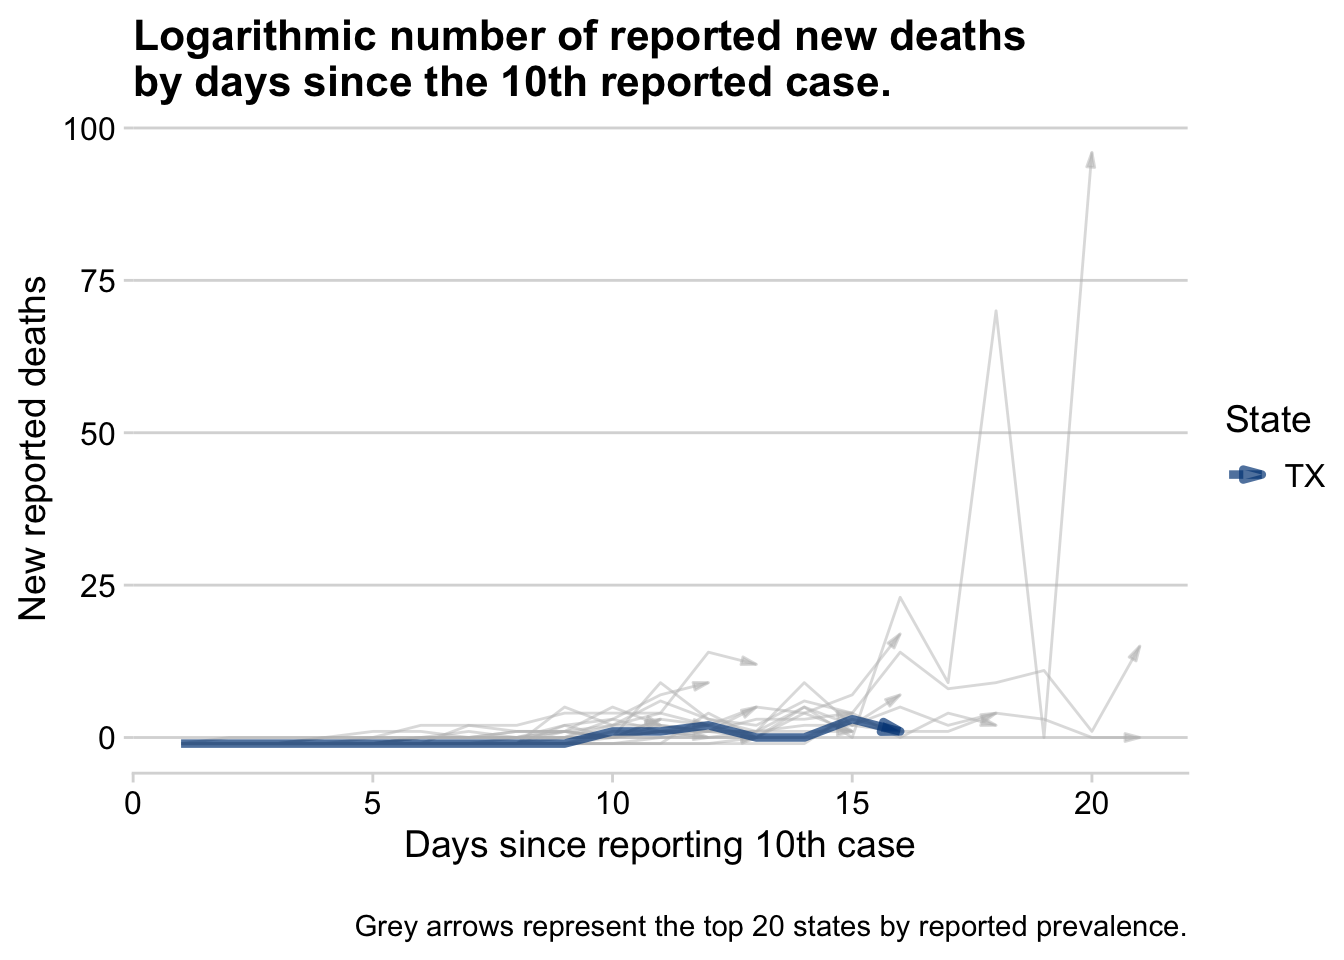 Logarithmic number of reported new deaths
by days since the 10th reported case.
100
75
50
25
0
New reported deaths
0 5 10 15 20
Days since reporting 10th case
State
TX
Grey arrows represent the top 20 states by reported prevalence.